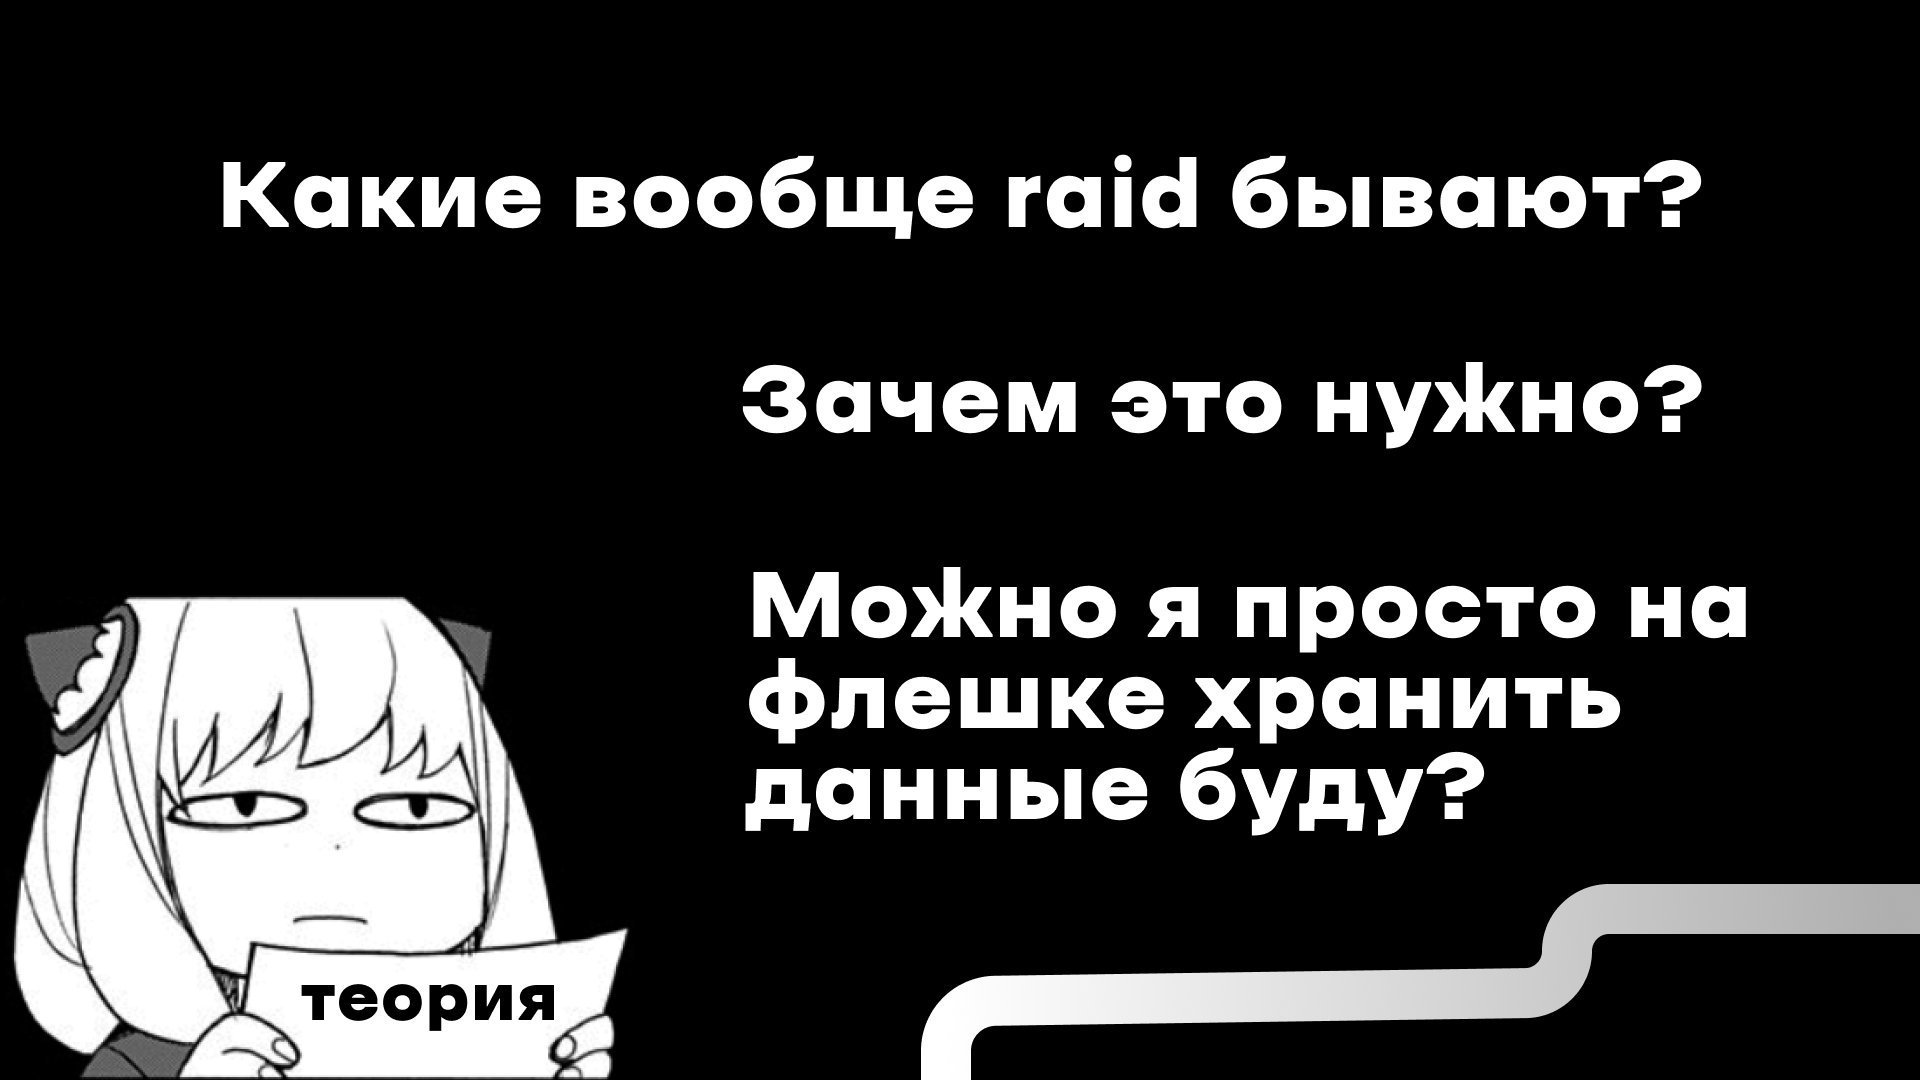 Какие вообще raid бывают?
Зачем это нужно?
Можно я просто на
флешке хранить
данные буду?
теория